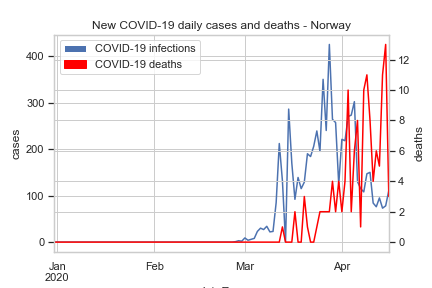 New COVID-19 daily cases and deaths - Norway
COVID-19 infections
COVID-19 deaths
400
300
200
100
0
cases
12
10
8
6
4
2
0
deaths
Jan
2020
Feb
Mar
Apr